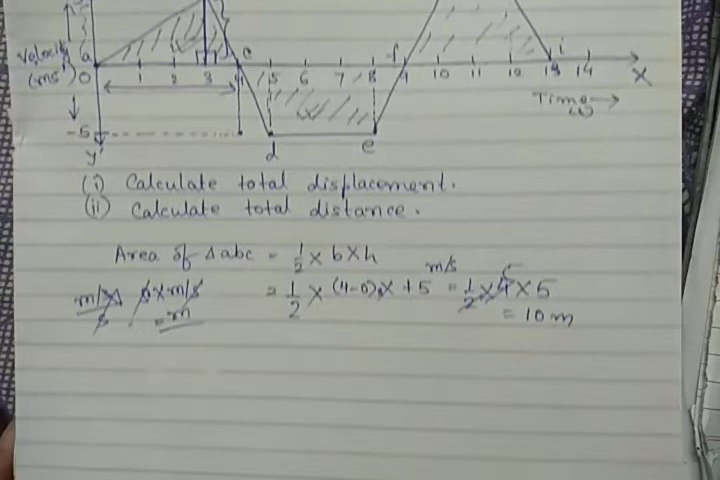 Velocity a c f i
(ms⁻¹) 0 1 2 3 5 6 7 8 9 10 11 12 13 14 X
Time →
(s)
-5
y' d e
(i) Calculate total displacement.
(ii) Calculate total distance.
Area of Δabc = 1/2 × b × h
= 1/2 × (4-0)s × +5 m/s = 1/2 × 4 × 5
= 10 m
s × m/s
= m